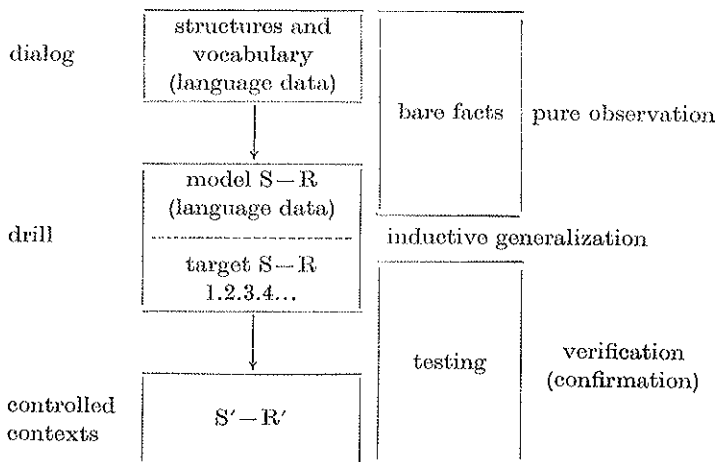 dialog
structures and
vocabulary
(language data)
bare facts
pure observation
drill
model S—R
(language data)
target S—R
1.2.3.4...
inductive generalization
testing
verification
(confirmation)
controlled
contexts
S′—R′